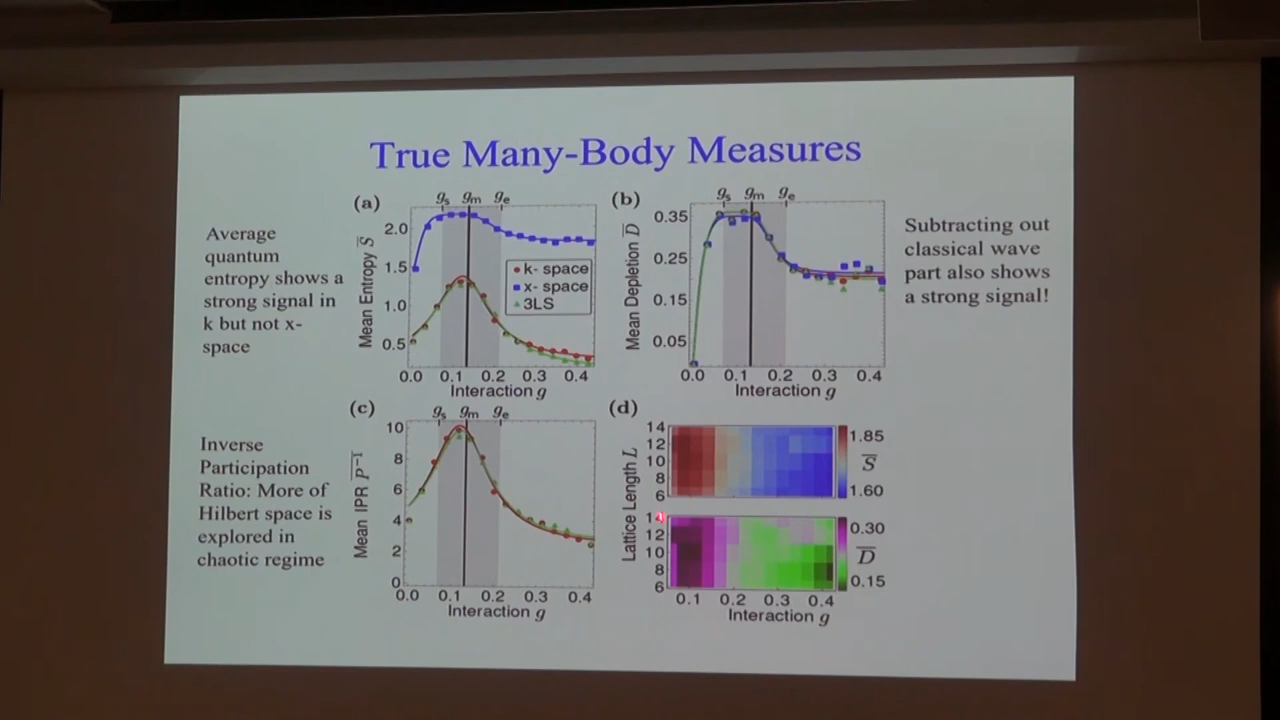 True Many-Body Measures
Average
quantum
entropy shows a
strong signal in
k but not x-
space
(a)
gs gm ge
Mean Entropy S̅
2.0
1.5
1.0
0.5
k- space
x- space
3LS
0.0 0.1 0.2 0.3 0.4
Interaction g
(b)
gs gm ge
Mean Depletion D̅
0.35
0.25
0.15
0.05
0.0 0.1 0.2 0.3 0.4
Interaction g
Subtracting out
classical wave
part also shows
a strong signal!
Inverse
Participation
Ratio: More of
Hilbert space is
explored in
chaotic regime
(c)
gs gm ge
Mean IPR P⁻¹
10
8
6
4
2
0
0.0 0.1 0.2 0.3 0.4
Interaction g
(d)
Lattice Length L
14
12
10
8
6
1.85
S̅
1.60
14
12
10
8
6
0.30
D̅
0.15
0.1 0.2 0.3 0.4
Interaction g